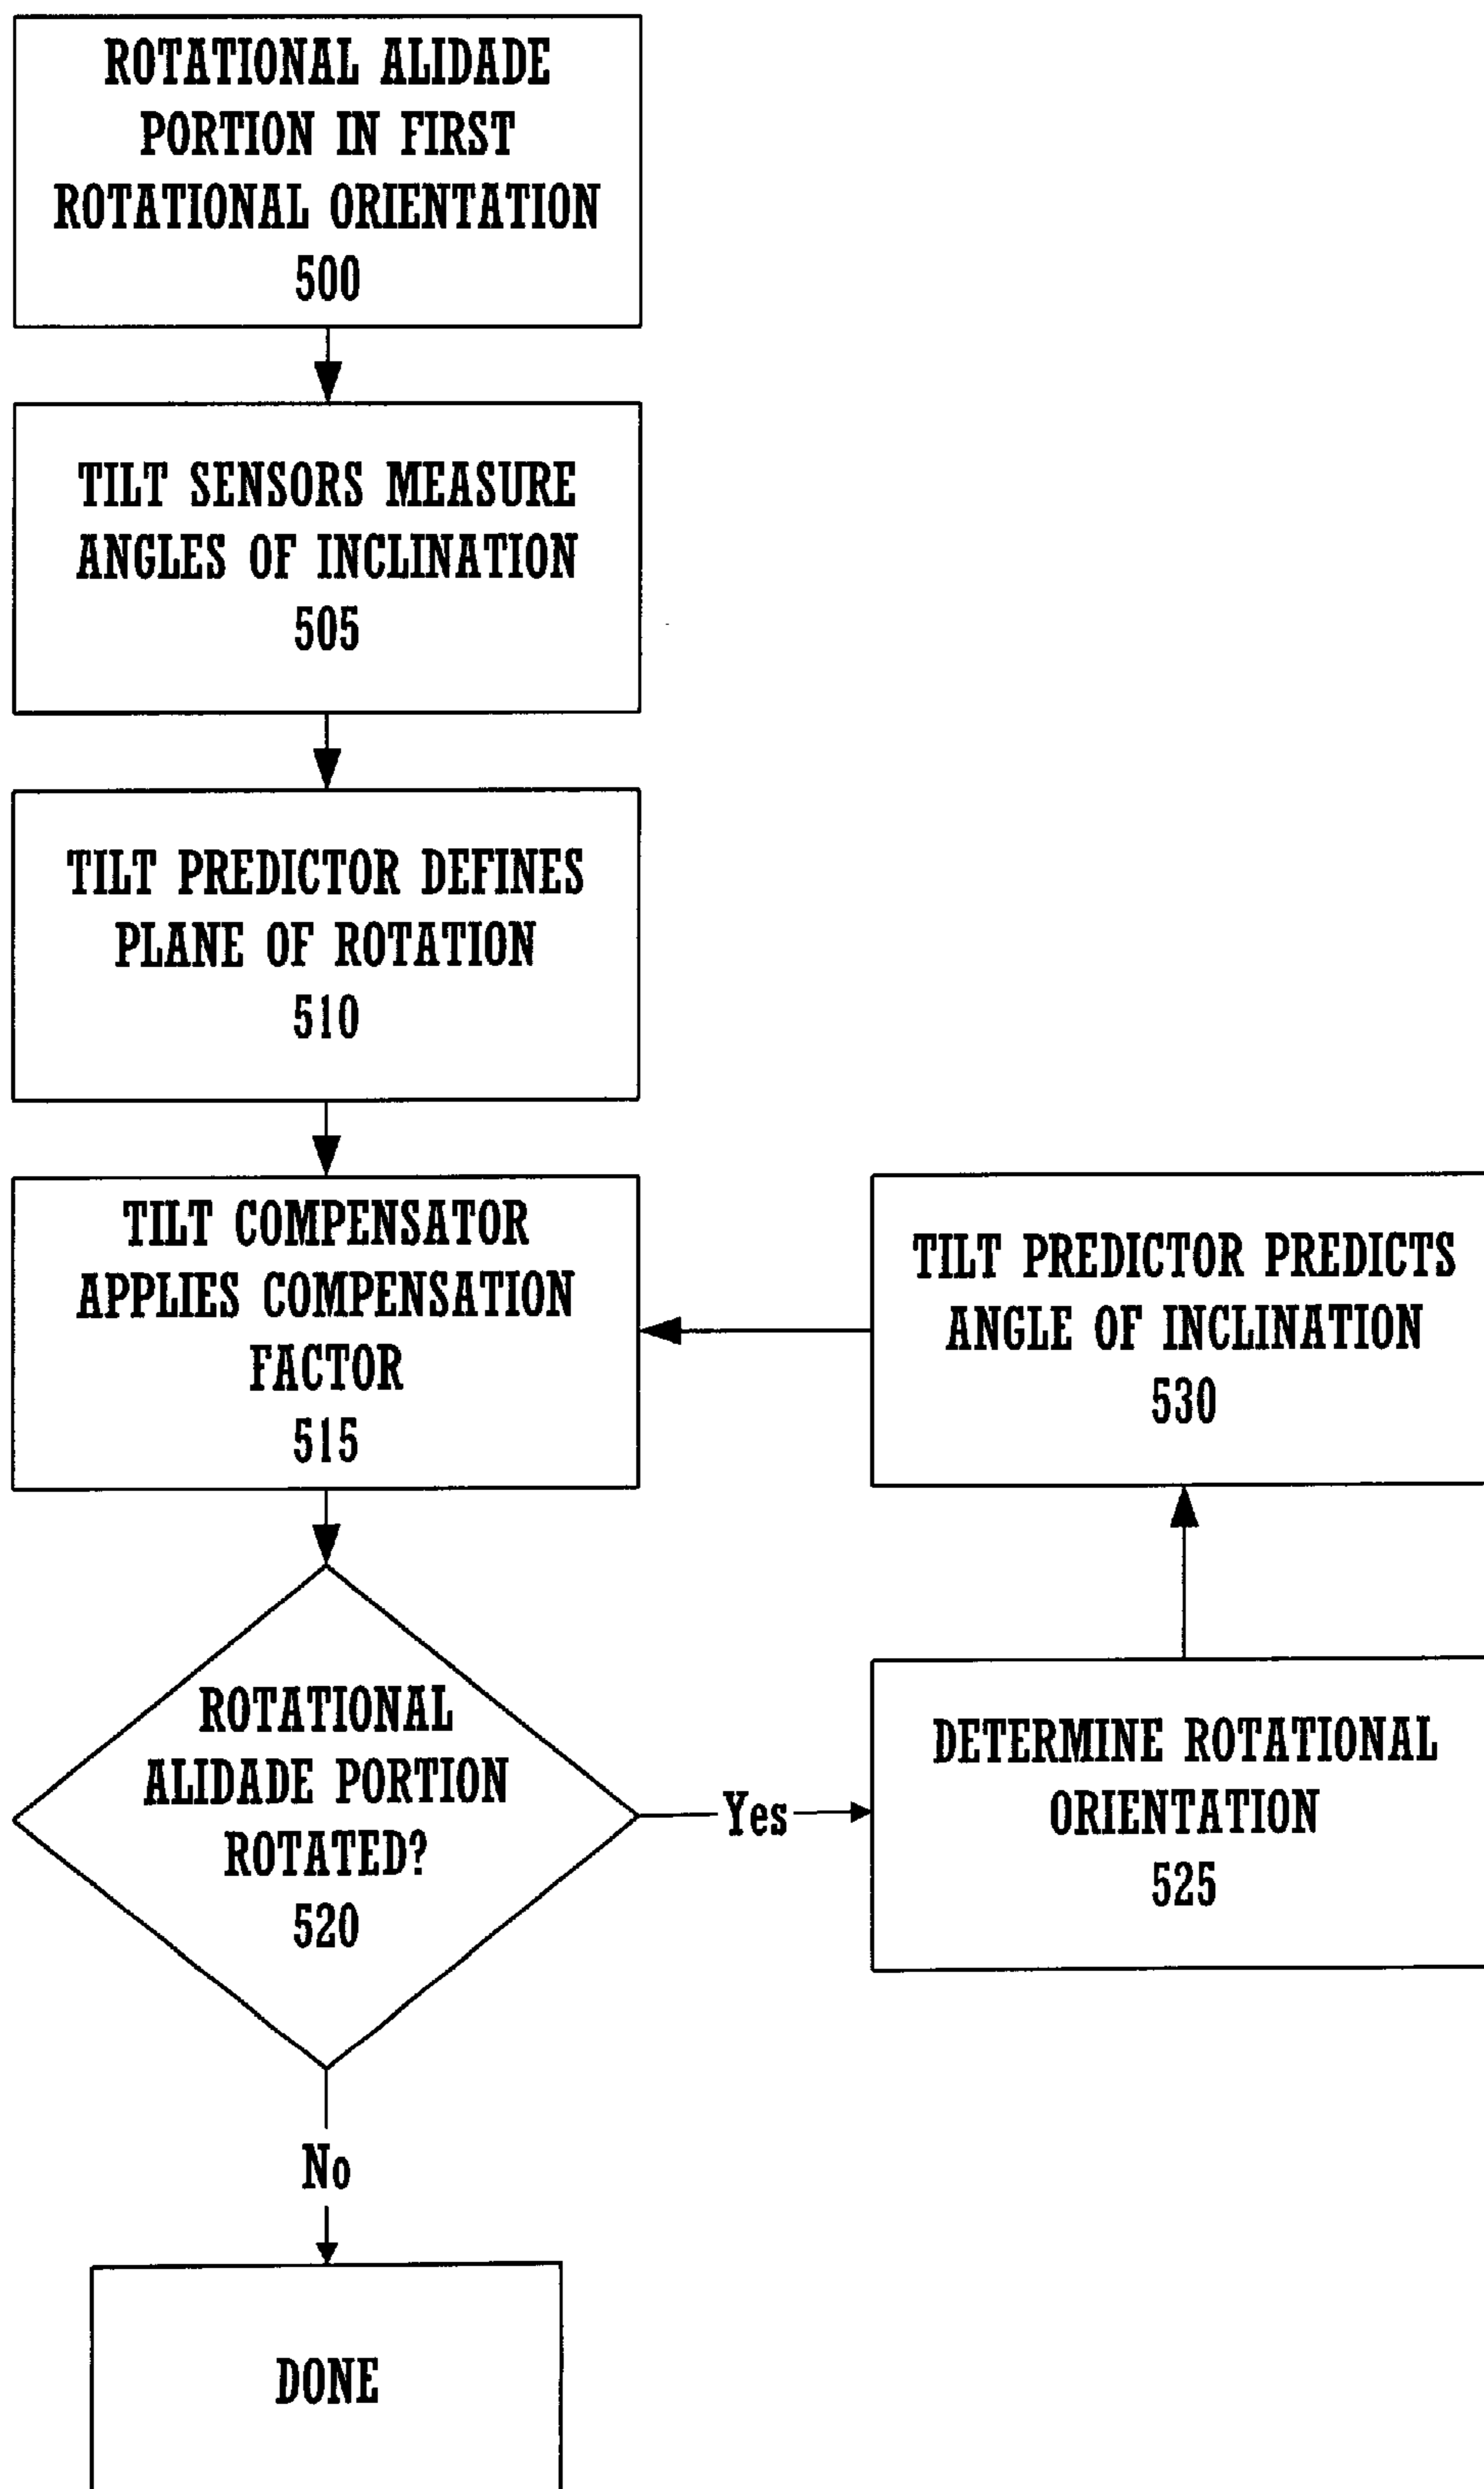 ROTATIONAL ALIDADE
PORTION IN FIRST
ROTATIONAL ORIENTATION
500
TILT SENSORS MEASURE
ANGLES OF INCLINATION
505
TILT PREDICTOR DEFINES
PLANE OF ROTATION
510
TILT COMPENSATOR
APPLIES COMPENSATION
FACTOR
515
TILT PREDICTOR PREDICTS
ANGLE OF INCLINATION
530
ROTATIONAL
ALIDADE PORTION
ROTATED?
520
Yes
DETERMINE ROTATIONAL
ORIENTATION
525
No
DONE